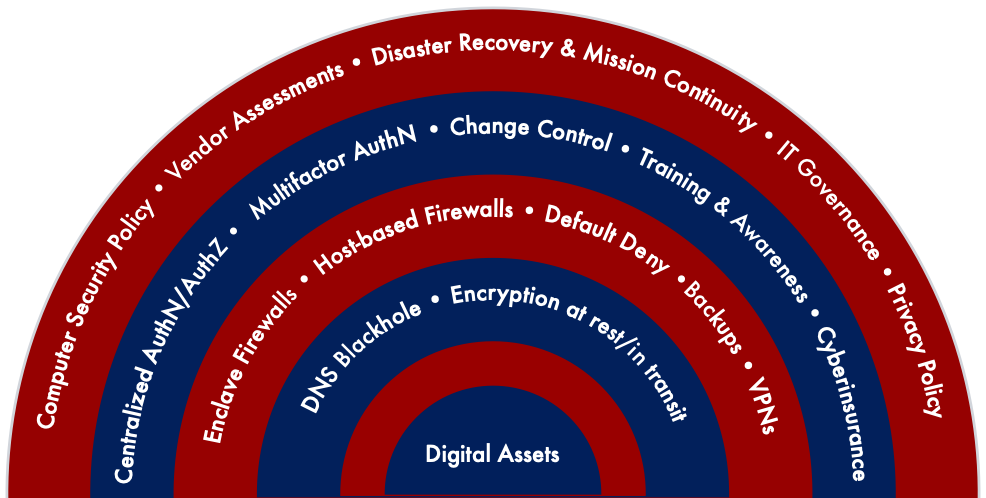 Computer Security Policy • Vendor Assessments • Disaster Recovery & Mission Continuity • IT Governance • Privacy Policy
Centralized AuthN/AuthZ • Multifactor AuthN • Change Control • Training & Awareness • Cyberinsurance
Enclave Firewalls • Host-based Firewalls • Default Deny • Backups • VPNs
DNS Blackhole • Encryption at rest/in transit
Digital Assets